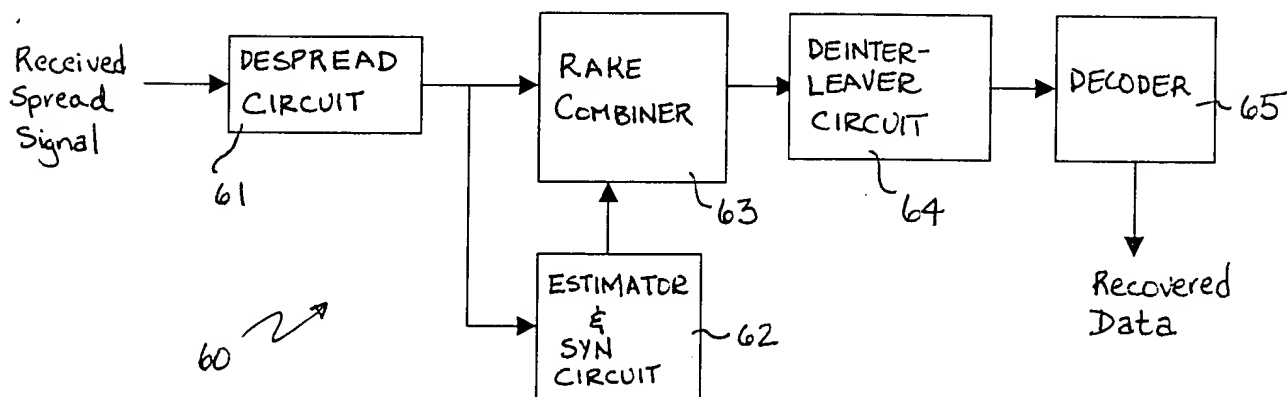 Received
Spread
Signal
DESPREAD
CIRCUIT
61
RAKE
COMBINER
63
DEINTER-
LEAVER
CIRCUIT
64
DECODER
65
ESTIMATOR
&
SYN
CIRCUIT
62
60
Recovered
Data